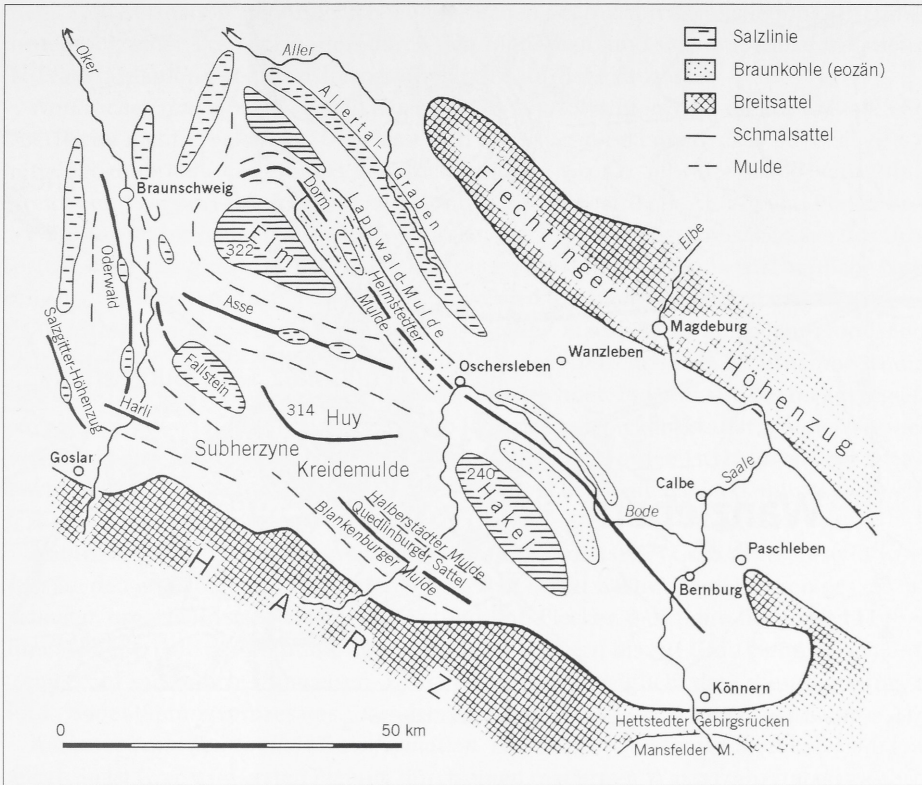 Salzlinie
Braunkohle (eozän)
Breitsattel
Schmalsattel
Mulde
Oker
Aller
Allertal-
Graben
Braunschweig
Dorm
Lappwald-Mulde
Helmstedter
Mulde
Elm
322
Flechtinger
Höhenzug
Elbe
Oderwald
Asse
Magdeburg
Wanzleben
Oschersleben
Salzgitter-Höhenzug
Fallstein
Harli
314
Huy
Subherzyne
Kreidemulde
Goslar
240
Hakel
Calbe
Saale
Bode
Halberstädter Mulde
Quedlinburger Sattel
Blankenburger Mulde
Paschleben
Bernburg
HARZ
Könnern
Hettstedter Gebirgsrücken
Mansfelder M.
0
50 km